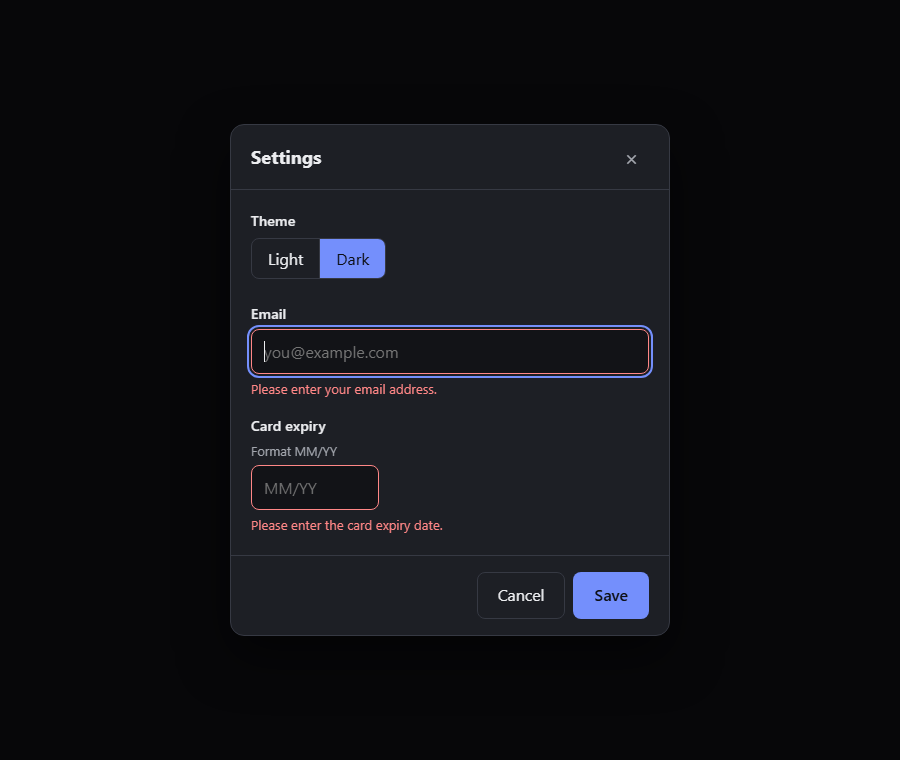 Settings
×
Theme
Light
Dark
Email
you@example.com
Please enter your email address.
Card expiry
Format MM/YY
MM/YY
Please enter the card expiry date.
Cancel
Save